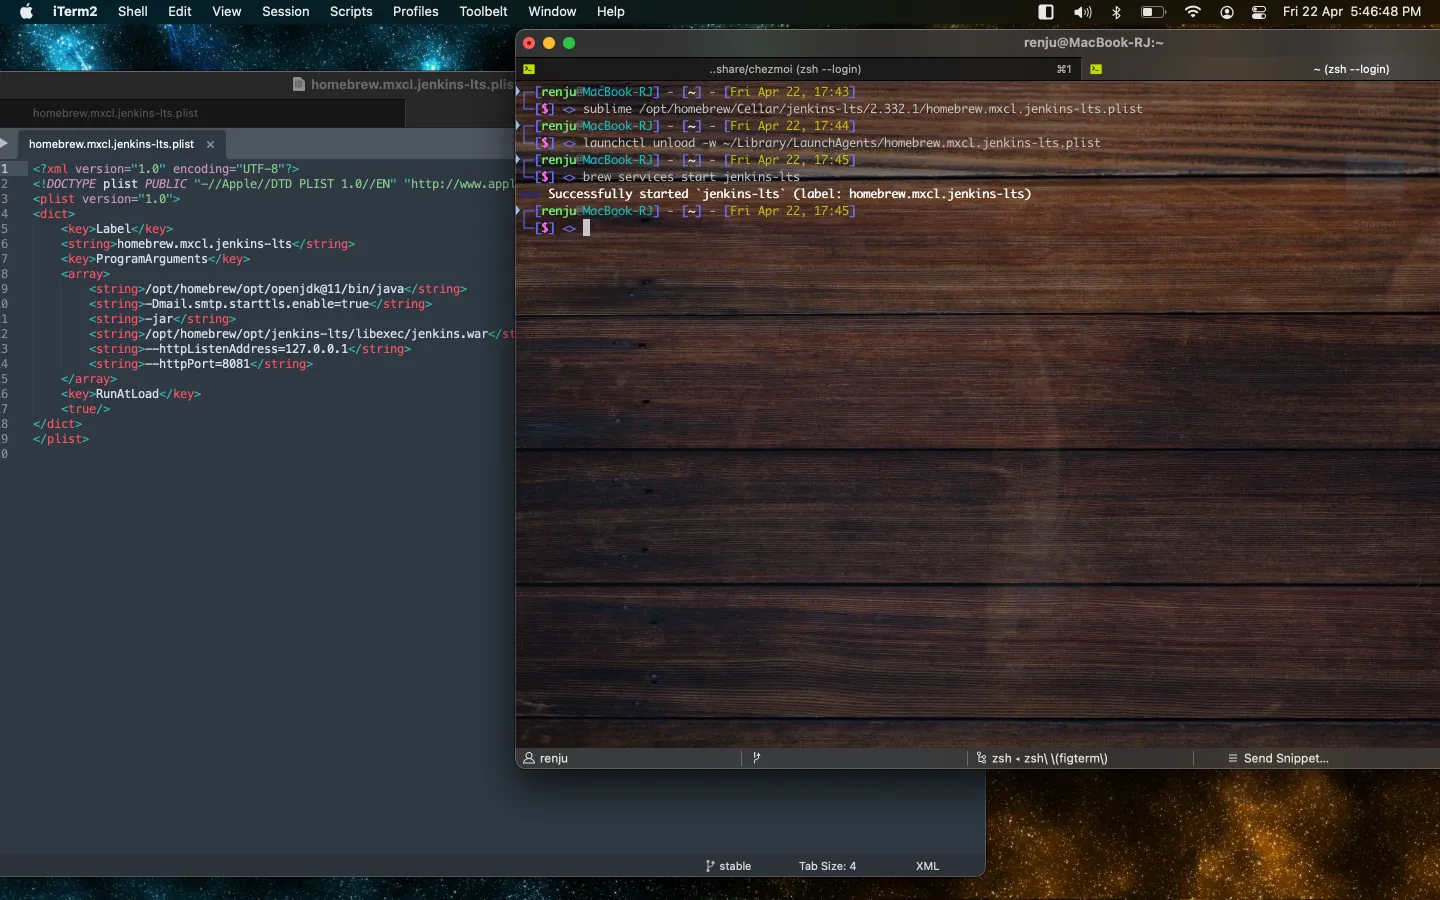 iTerm2 Shell Edit View Session Scripts Profiles Toolbelt Window Help Fri 22 Apr 5:46:48 PM
homebrew.mxcl.jenkins-lts.plis
homebrew.mxcl.jenkins-lts.plist
homebrew.mxcl.jenkins-lts.plist ×
1 <?xml version="1.0" encoding="UTF-8"?>
2 <!DOCTYPE plist PUBLIC "-//Apple//DTD PLIST 1.0//EN" "http://www.appl
3 <plist version="1.0">
4 <dict>
5 <key>Label</key>
6 <string>homebrew.mxcl.jenkins-lts</string>
7 <key>ProgramArguments</key>
8 <array>
9 <string>/opt/homebrew/opt/openjdk@11/bin/java</string>
0 <string>-Dmail.smtp.starttls.enable=true</string>
1 <string>-jar</string>
2 <string>/opt/homebrew/opt/jenkins-lts/libexec/jenkins.war</st
3 <string>--httpListenAddress=127.0.0.1</string>
4 <string>--httpPort=8081</string>
5 </array>
6 <key>RunAtLoad</key>
7 <true/>
8 </dict>
9 </plist>
0
stable Tab Size: 4 XML
renju@MacBook-RJ:~
..share/chezmoi (zsh --login) ⌘1 ~ (zsh --login)
[renju@MacBook-RJ] - [~] - [Fri Apr 22, 17:43]
[$] <> sublime /opt/homebrew/Cellar/jenkins-lts/2.332.1/homebrew.mxcl.jenkins-lts.plist
[renju@MacBook-RJ] - [~] - [Fri Apr 22, 17:44]
[$] <> launchctl unload -w ~/Library/LaunchAgents/homebrew.mxcl.jenkins-lts.plist
[renju@MacBook-RJ] - [~] - [Fri Apr 22, 17:45]
[$] <> brew services start jenkins-lts
Successfully started `jenkins-lts` (label: homebrew.mxcl.jenkins-lts)
[renju@MacBook-RJ] - [~] - [Fri Apr 22, 17:45]
[$] <>
renju zsh ◂ zsh\ \(figterm\) Send Snippet...